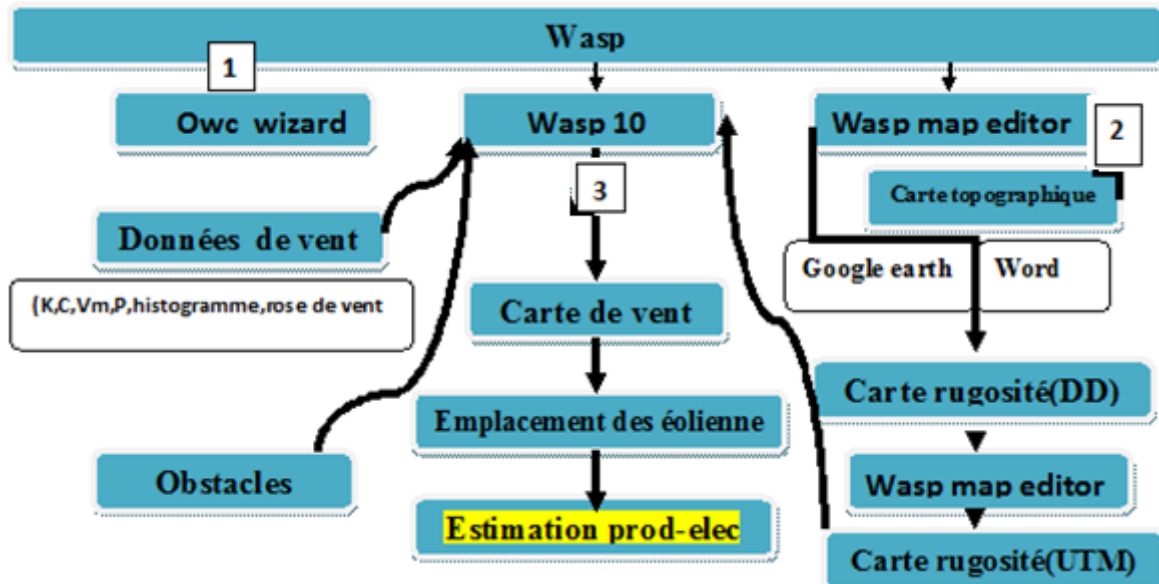 Wasp
1
Owc wizard
Wasp 10
Wasp map editor
2
Carte topographique
3
Données de vent
Google earth
Word
(K,C,Vm,P,histogramme,rose de vent
Carte de vent
Carte rugosité(DD)
Emplacement des éolienne
Obstacles
Wasp map editor
Estimation prod-elec
Carte rugosité(UTM)